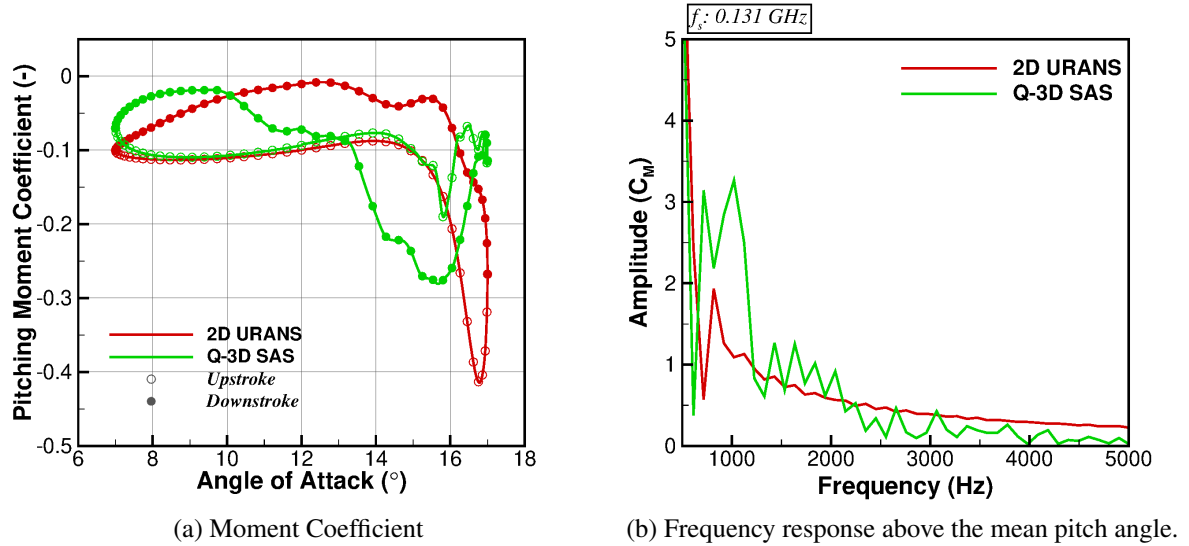 0
-0.1
-0.2
-0.3
-0.4
-0.5
Pitching Moment Coefficient (-)
2D URANS
Q-3D SAS
Upstroke
Downstroke
6 8 10 12 14 16 18
Angle of Attack (°)
(a) Moment Coefficient
fs: 0.131 GHz
5
4
3
2
1
0
Amplitude (CM)
2D URANS
Q-3D SAS
1000 2000 3000 4000 5000
Frequency (Hz)
(b) Frequency response above the mean pitch angle.